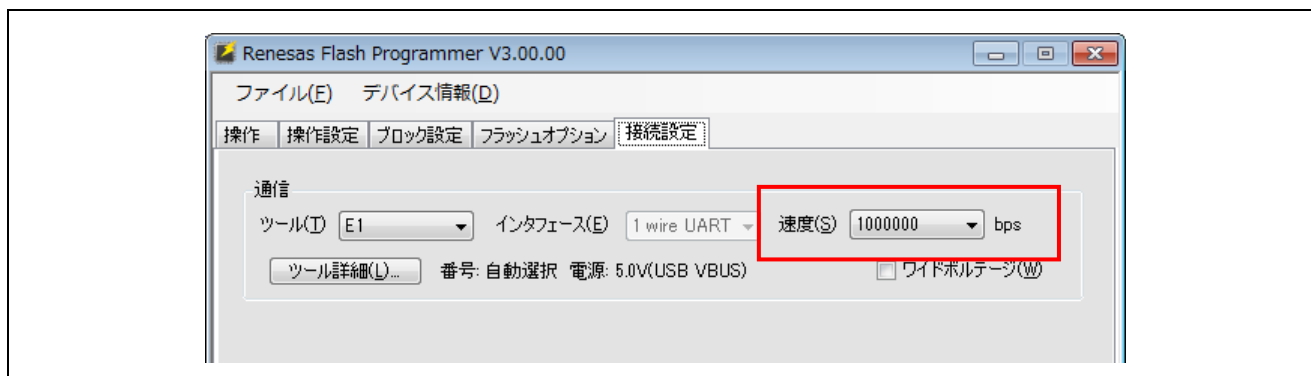 Renesas Flash Programmer V3.00.00
ファイル(F) デバイス情報(D)
操作 操作設定 ブロック設定 フラッシュオプション 接続設定
通信
ツール(T) E1 インタフェース(E) 1 wire UART 速度(S) 1000000 bps
ツール詳細(L)... 番号: 自動選択 電源: 5.0V(USB VBUS) ワイドボルテージ(W)